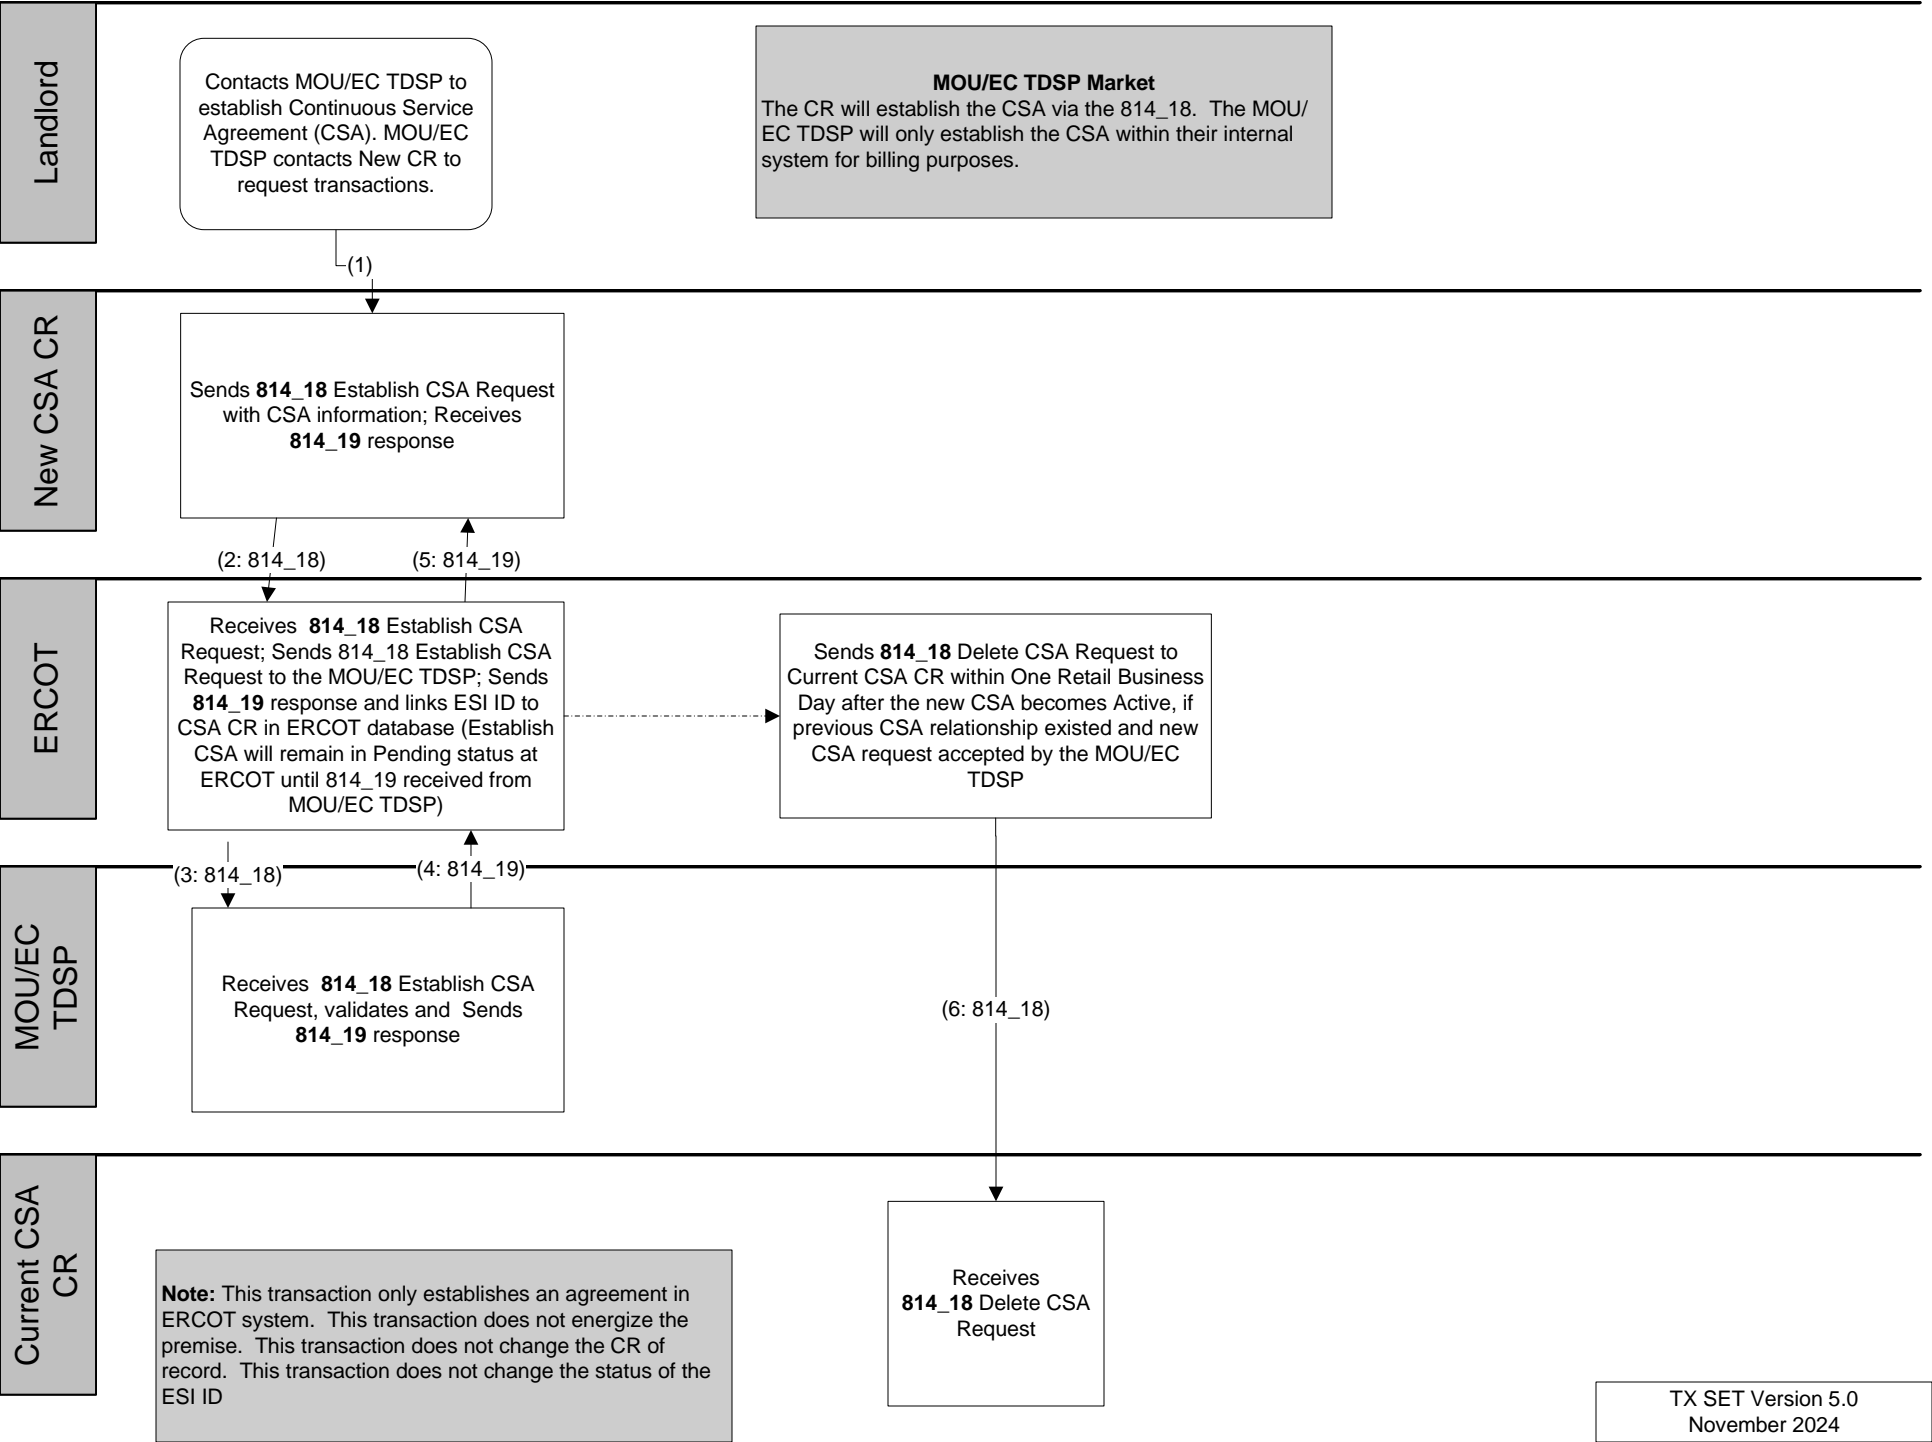 Landlord
Contacts MOU/EC TDSP to
establish Continuous Service
Agreement (CSA). MOU/EC
TDSP contacts New CR to
request transactions.
MOU/EC TDSP Market
The CR will establish the CSA via the 814_18.  The MOU/
EC TDSP will only establish the CSA within their internal
system for billing purposes.
(1)
New CSA CR
Sends 814_18 Establish CSA Request
with CSA information; Receives
814_19 response
(2: 814_18)
(5: 814_19)
ERCOT
Receives  814_18 Establish CSA
Request; Sends 814_18 Establish CSA
Request to the MOU/EC TDSP; Sends
814_19 response and links ESI ID to
CSA CR in ERCOT database (Establish
CSA will remain in Pending status at
ERCOT until 814_19 received from
MOU/EC TDSP)
Sends 814_18 Delete CSA Request to
Current CSA CR within One Retail Business
Day after the new CSA becomes Active, if
previous CSA relationship existed and new
CSA request accepted by the MOU/EC
TDSP
(3: 814_18)
(4: 814_19)
MOU/EC
TDSP
Receives  814_18 Establish CSA
Request, validates and  Sends
814_19 response
(6: 814_18)
Current CSA
CR
Note: This transaction only establishes an agreement in
ERCOT system.  This transaction does not energize the
premise.  This transaction does not change the CR of
record.  This transaction does not change the status of the
ESI ID
Receives
814_18 Delete CSA
Request
TX SET Version 5.0
November 2024